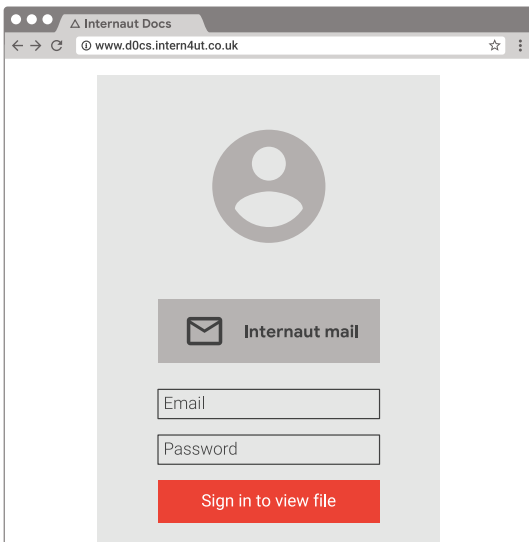 Internaut Docs
www.d0cs.intern4ut.co.uk
Internaut mail
Email
Password
Sign in to view file